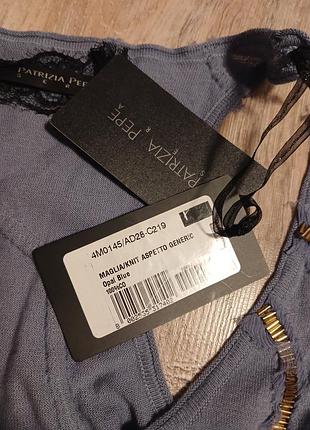 PATRIZIA PEPE
S E R A
PATRIZIA PEPE
S E R A
4M0145/AD28-C219
MAGLIA/KNIT ASPETTO GENERIC
Opal Blue
100%CO